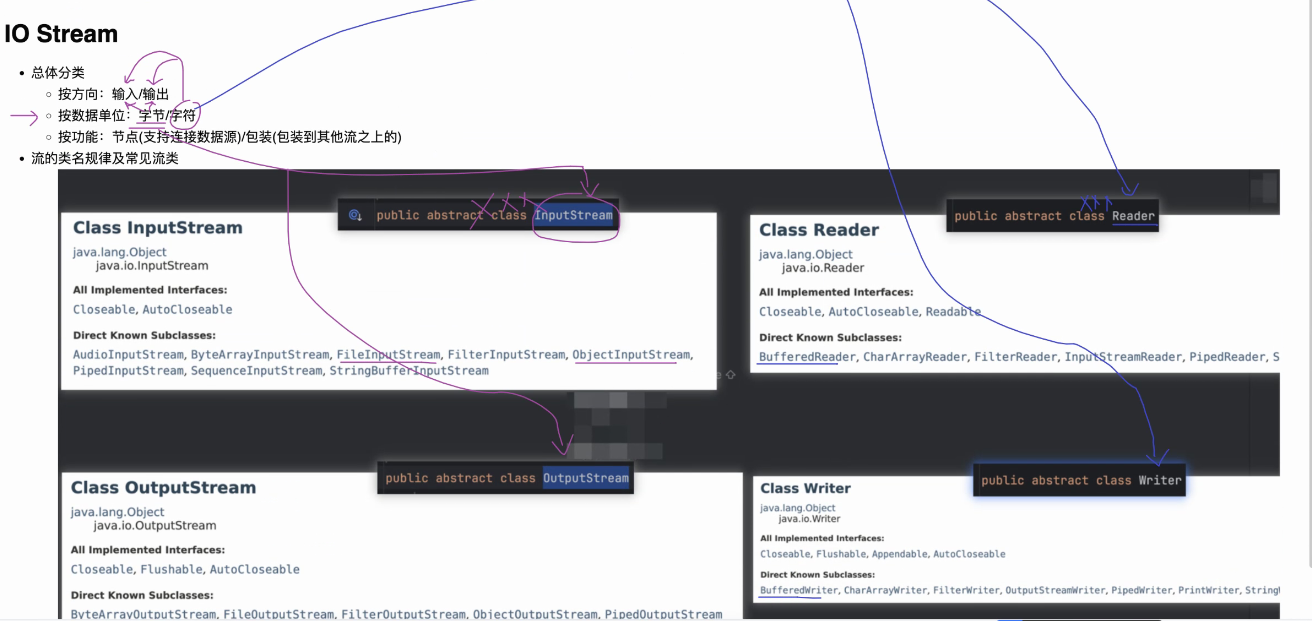 IO Stream
• 总体分类
○ 按方向：输入/输出
○ 按数据单位：字节/字符
○ 按功能：节点(支持连接数据源)/包装(包装到其他流之上的)
• 流的类名规律及常见流类
public abstract class InputStream
Class InputStream
java.lang.Object
java.io.InputStream
All Implemented Interfaces:
Closeable, AutoCloseable
Direct Known Subclasses:
AudioInputStream, ByteArrayInputStream, FileInputStream, FilterInputStream, ObjectInputStream,
PipedInputStream, SequenceInputStream, StringBufferInputStream
public abstract class Reader
Class Reader
java.lang.Object
java.io.Reader
All Implemented Interfaces:
Closeable, AutoCloseable, Readable
Direct Known Subclasses:
BufferedReader, CharArrayReader, FilterReader, InputStreamReader, PipedReader, S
public abstract class OutputStream
Class OutputStream
java.lang.Object
java.io.OutputStream
All Implemented Interfaces:
Closeable, Flushable, AutoCloseable
Direct Known Subclasses:
ByteArrayOutputStream, FileOutputStream, FilterOutputStream, ObjectOutputStream, PipedOutputStream
public abstract class Writer
Class Writer
java.lang.Object
java.io.Writer
All Implemented Interfaces:
Closeable, Flushable, Appendable, AutoCloseable
Direct Known Subclasses:
BufferedWriter, CharArrayWriter, FilterWriter, OutputStreamWriter, PipedWriter, PrintWriter, String